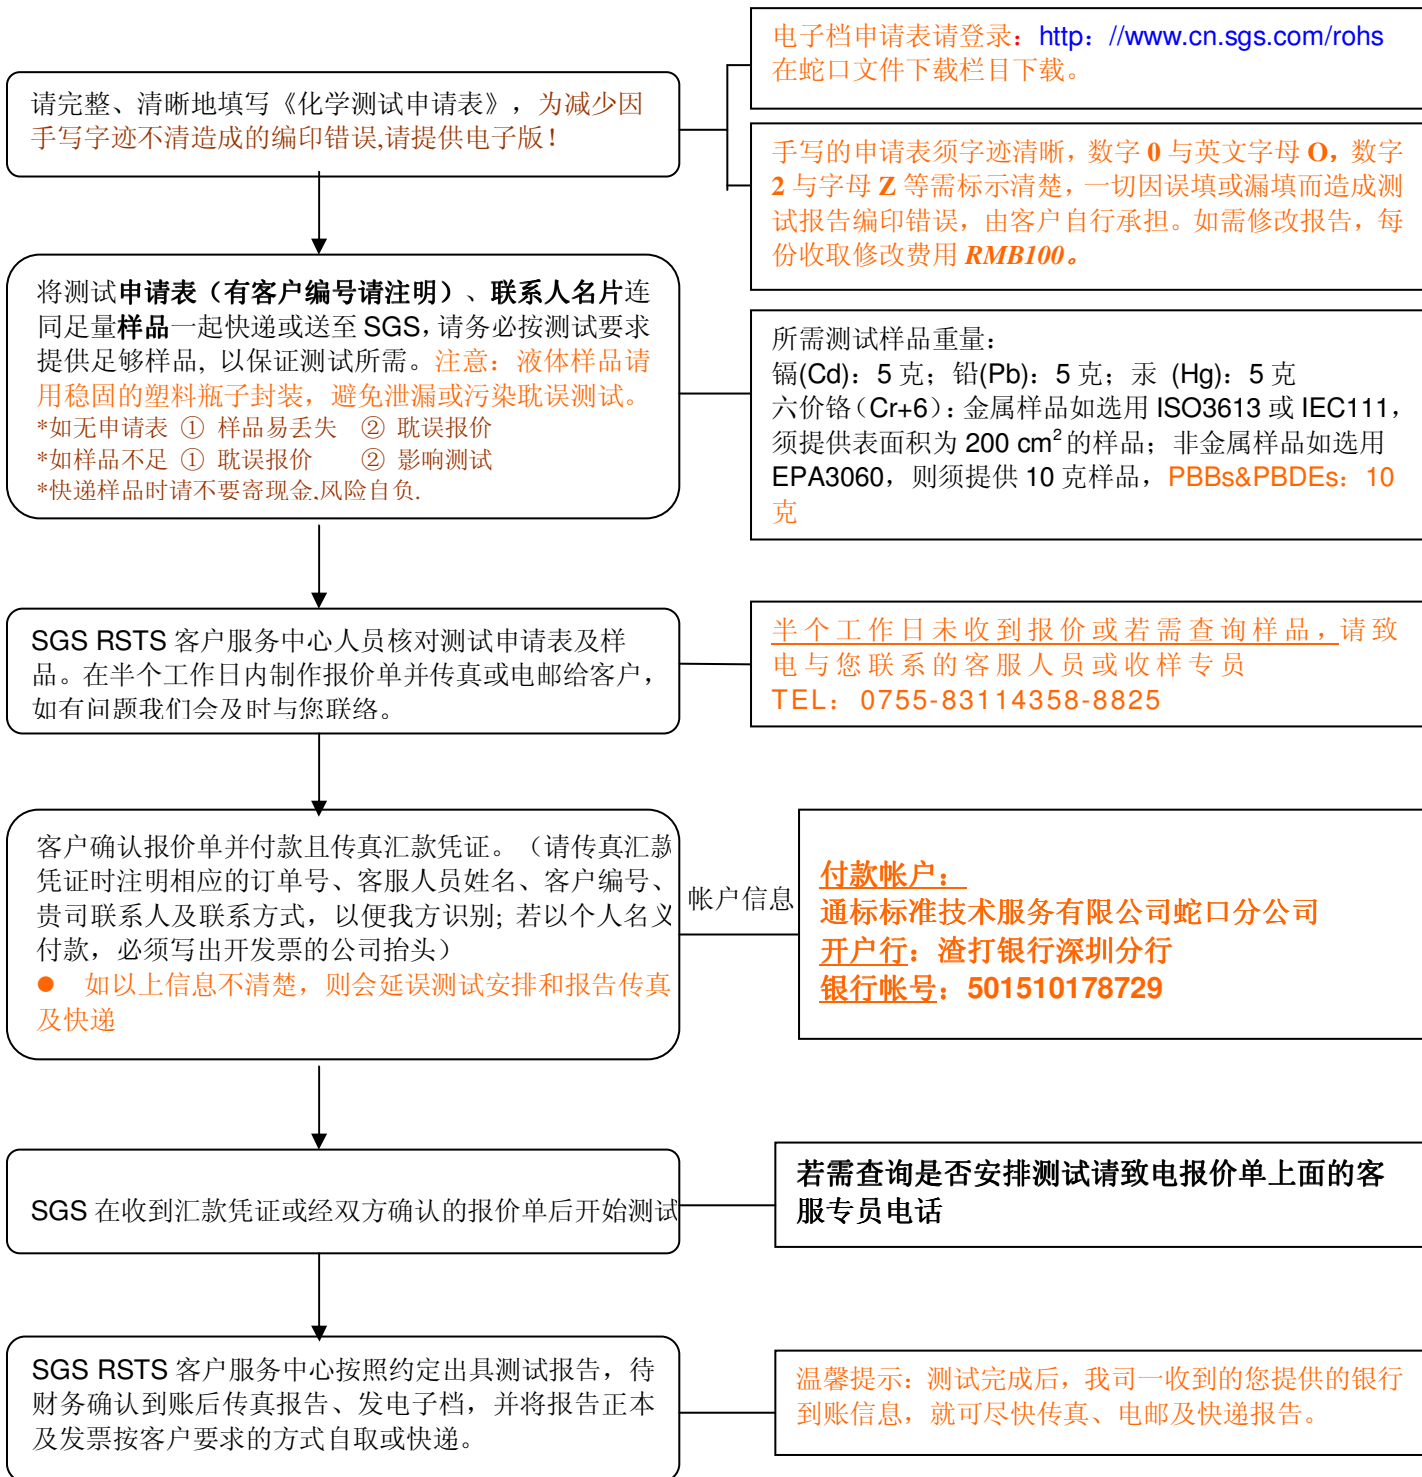 电子档申请表请登录：http：//www.cn.sgs.com/rohs
在蛇口文件下载栏目下载。
请完整、清晰地填写《化学测试申请表》，为减少因
手写字迹不清造成的编印错误,请提供电子版！
手写的申请表须字迹清晰，数字 0 与英文字母 O，数字
2 与字母 Z 等需标示清楚，一切因误填或漏填而造成测
试报告编印错误，由客户自行承担。如需修改报告，每
份收取修改费用 RMB100。
将测试申请表（有客户编号请注明）、联系人名片连
同足量样品一起快递或送至 SGS，请务必按测试要求
提供足够样品, 以保证测试所需。注意：液体样品请
用稳固的塑料瓶子封装，避免泄漏或污染耽误测试。
*如无申请表 ① 样品易丢失 ② 耽误报价
*如样品不足 ① 耽误报价 ② 影响测试
*快递样品时请不要寄现金,风险自负.
所需测试样品重量：
镉(Cd)：5 克；铅(Pb)：5 克；汞 (Hg)：5 克
六价铬（Cr+6）：金属样品如选用 ISO3613 或 IEC111，
须提供表面积为 200 cm²的样品；非金属样品如选用
EPA3060，则须提供 10 克样品，PBBs&PBDEs：10
克
SGS RSTS 客户服务中心人员核对测试申请表及样
品。在半个工作日内制作报价单并传真或电邮给客户，
如有问题我们会及时与您联络。
半个工作日未收到报价或若需查询样品，请致
电与您联系的客服人员或收样专员
TEL：0755-83114358-8825
客户确认报价单并付款且传真汇款凭证。（请传真汇款
凭证时注明相应的订单号、客服人员姓名、客户编号、
贵司联系人及联系方式，以便我方识别; 若以个人名义
付款，必须写出开发票的公司抬头）
● 如以上信息不清楚，则会延误测试安排和报告传真
及快递
帐户信息
付款帐户：
通标标准技术服务有限公司蛇口分公司
开户行：渣打银行深圳分行
银行帐号：501510178729
SGS 在收到汇款凭证或经双方确认的报价单后开始测试
若需查询是否安排测试请致电报价单上面的客
服专员电话
SGS RSTS 客户服务中心按照约定出具测试报告，待
财务确认到账后传真报告、发电子档，并将报告正本
及发票按客户要求的方式自取或快递。
温馨提示：测试完成后，我司一收到的您提供的银行
到账信息，就可尽快传真、电邮及快递报告。